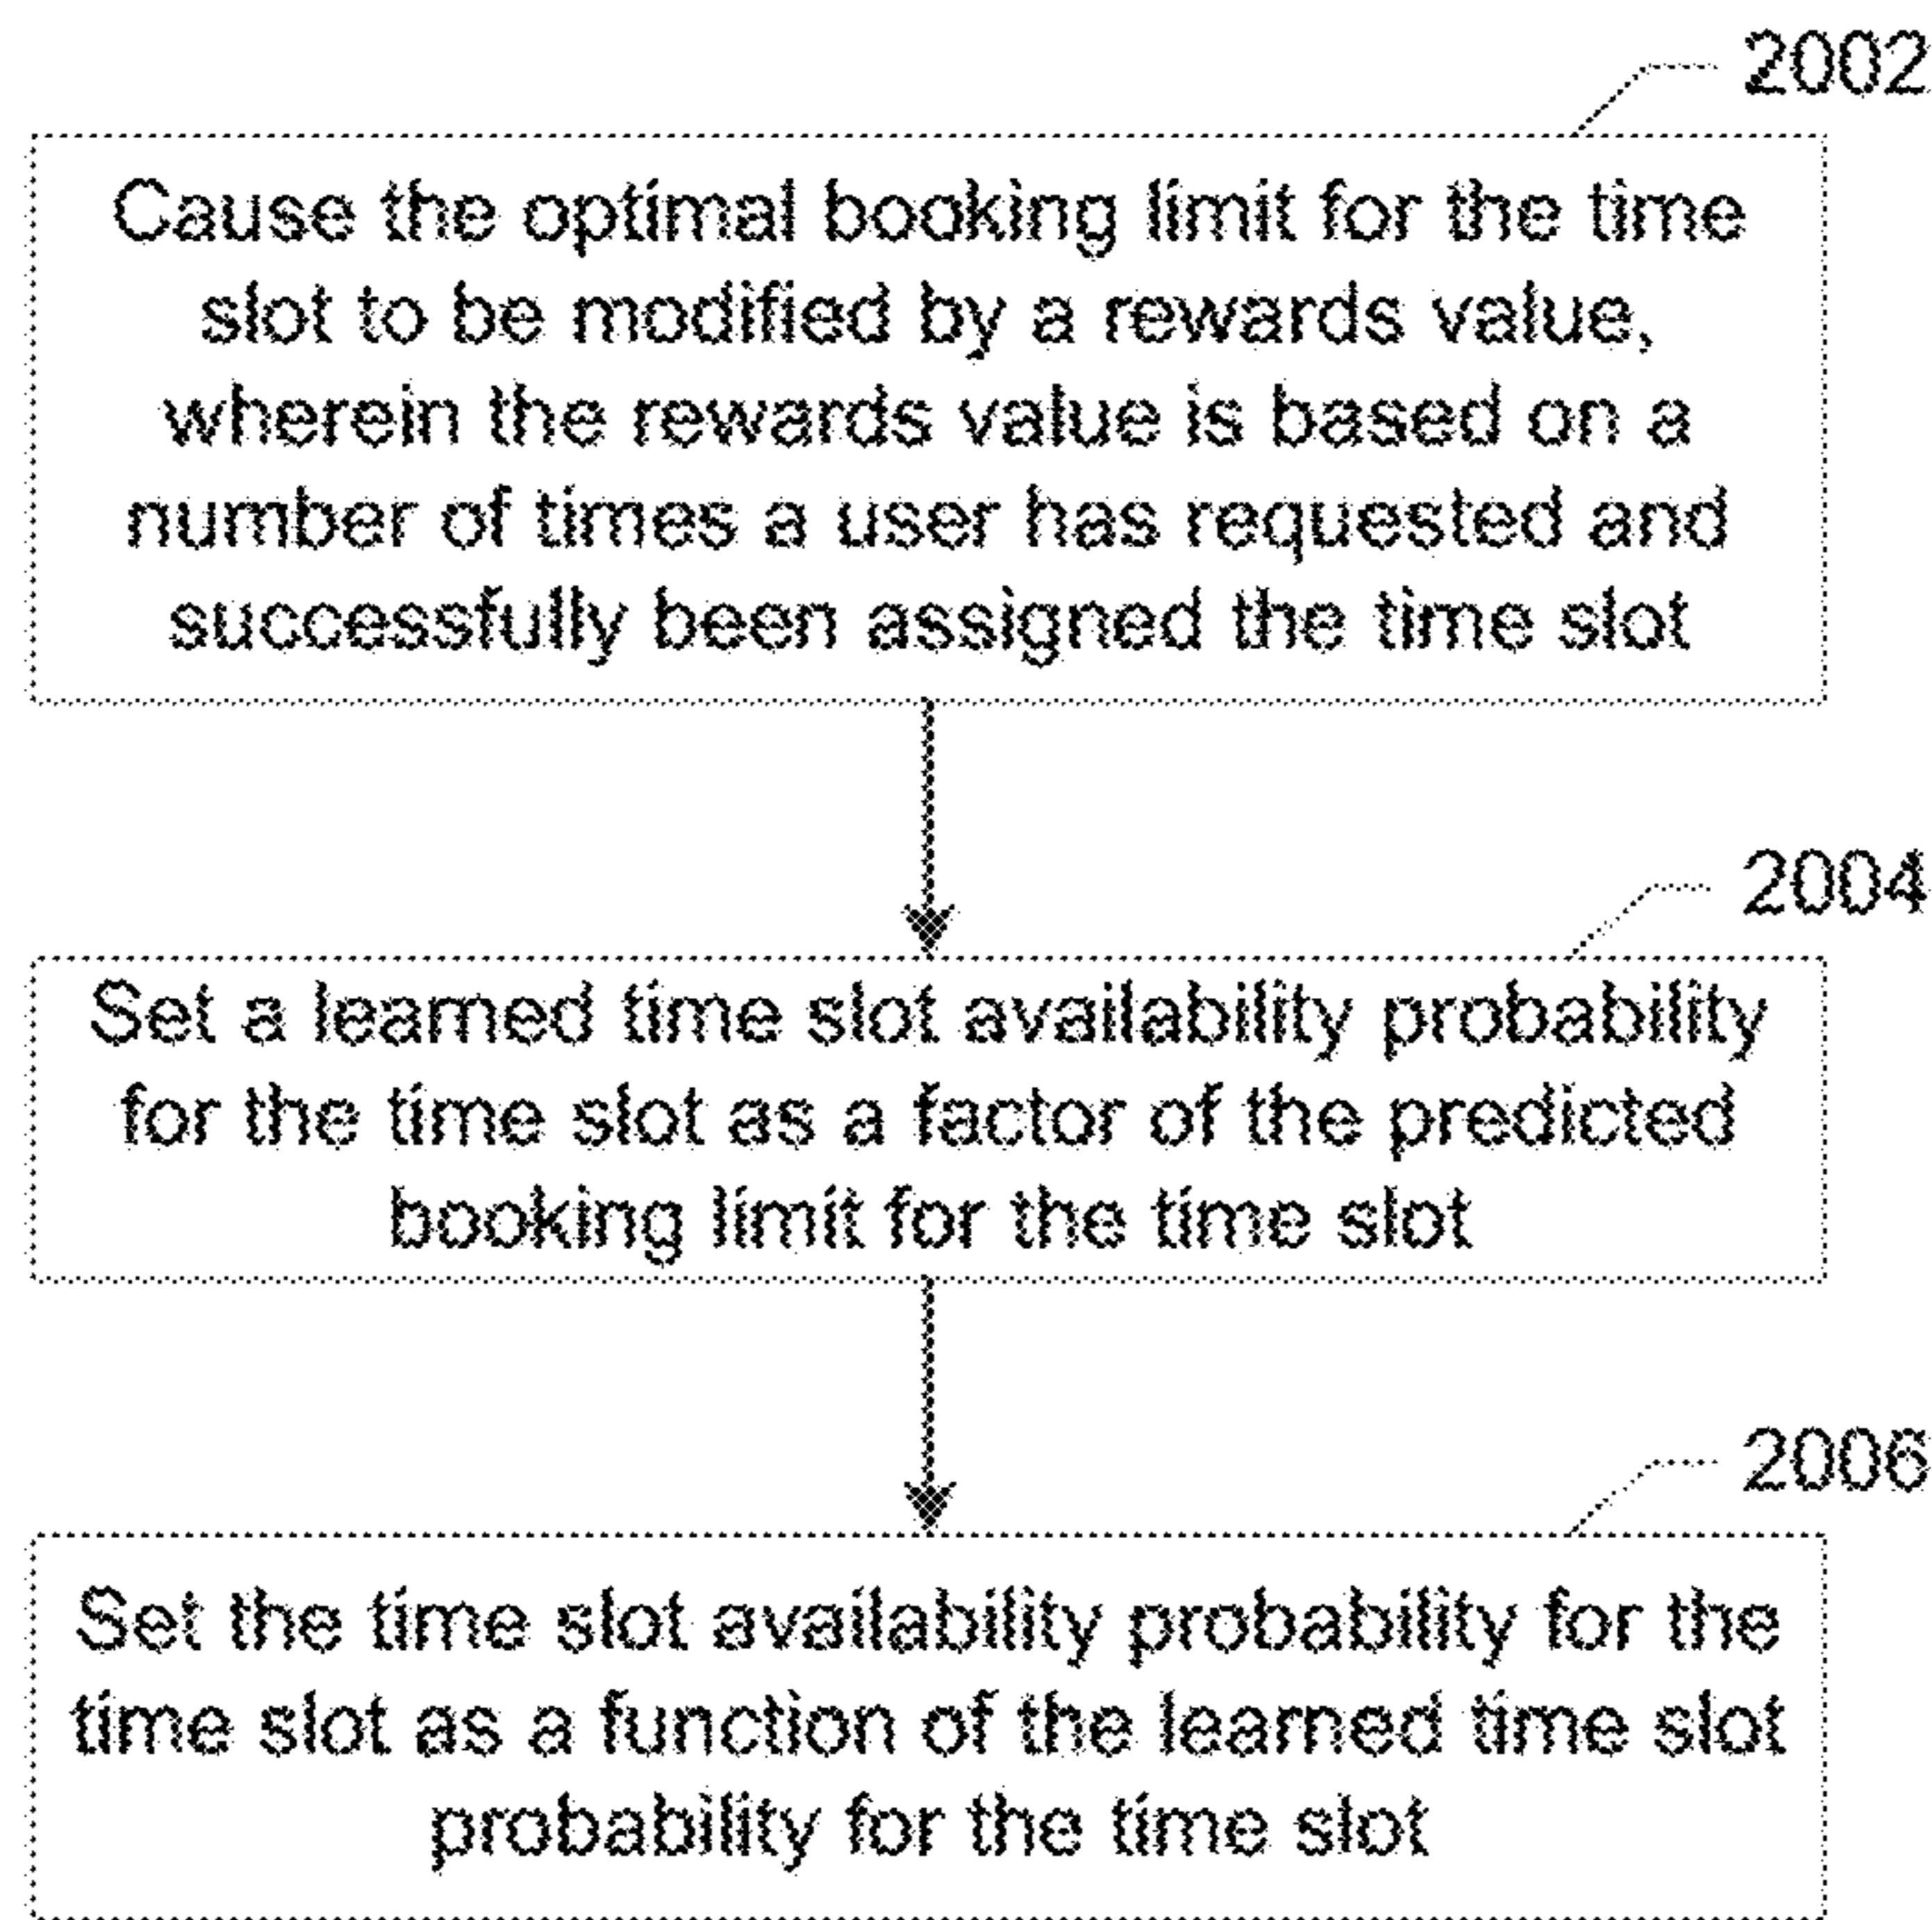 2002
Cause the optimal booking limit for the time
slot to be modified by a rewards value,
wherein the rewards value is based on a
number of times a user has requested and
successfully been assigned the time slot
2004
Set a learned time slot availability probability
for the time slot as a factor of the predicted
booking limit for the time slot
2006
Set the time slot availability probability for the
time slot as a function of the learned time slot
probability for the time slot